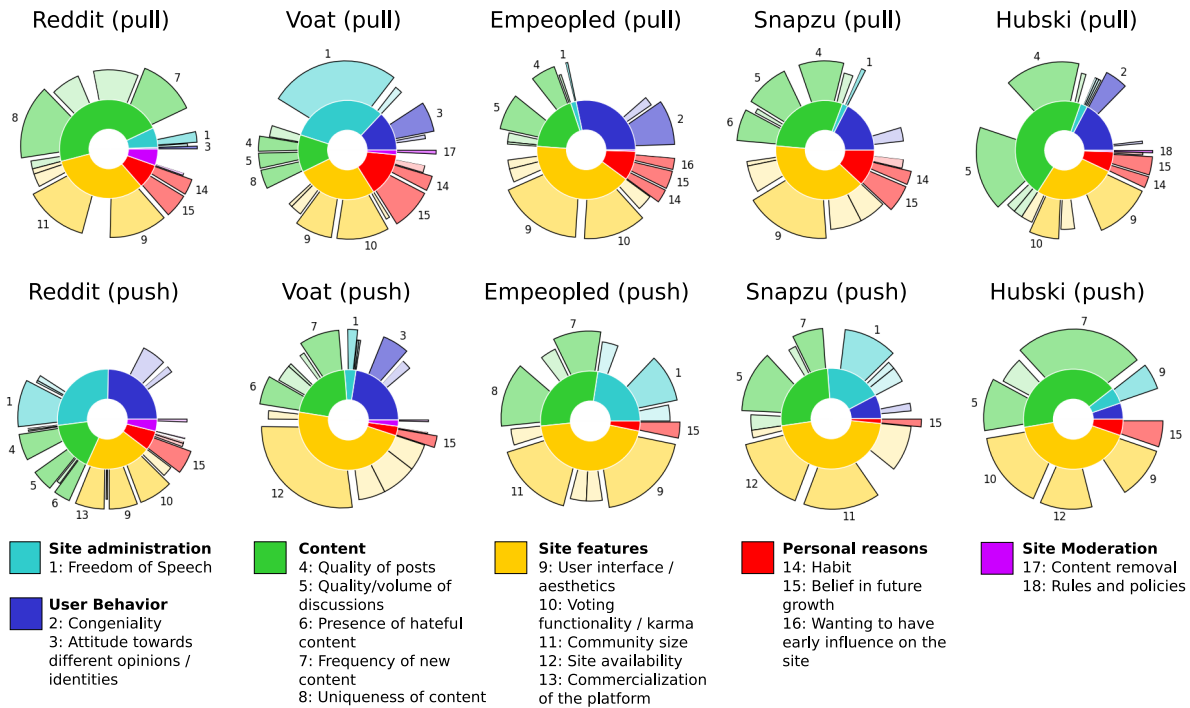 Reddit (pull)
Voat (pull)
Empeopled (pull)
Snapzu (pull)
Hubski (pull)
7
8
1
3
14
15
11
9
1
3
4
5
8
17
14
15
9
10
1
4
5
2
16
15
14
9
10
4
1
5
6
14
15
9
4
2
5
18
15
14
9
10
Reddit (push)
Voat (push)
Empeopled (push)
Snapzu (push)
Hubski (push)
1
4
5
6
13
9
10
15
7
1
3
6
15
12
7
1
8
15
11
9
7
1
5
15
12
11
7
9
5
15
10
9
12
Site administration
1: Freedom of Speech
User Behavior
2: Congeniality
3: Attitude towards
different opinions /
identities
Content
4: Quality of posts
5: Quality/volume of
discussions
6: Presence of hateful
content
7: Frequency of new
content
8: Uniqueness of content
Site features
9: User interface /
aesthetics
10: Voting
functionality / karma
11: Community size
12: Site availability
13: Commercialization
of the platform
Personal reasons
14: Habit
15: Belief in future
growth
16: Wanting to have
early influence on the
site
Site Moderation
17: Content removal
18: Rules and policies